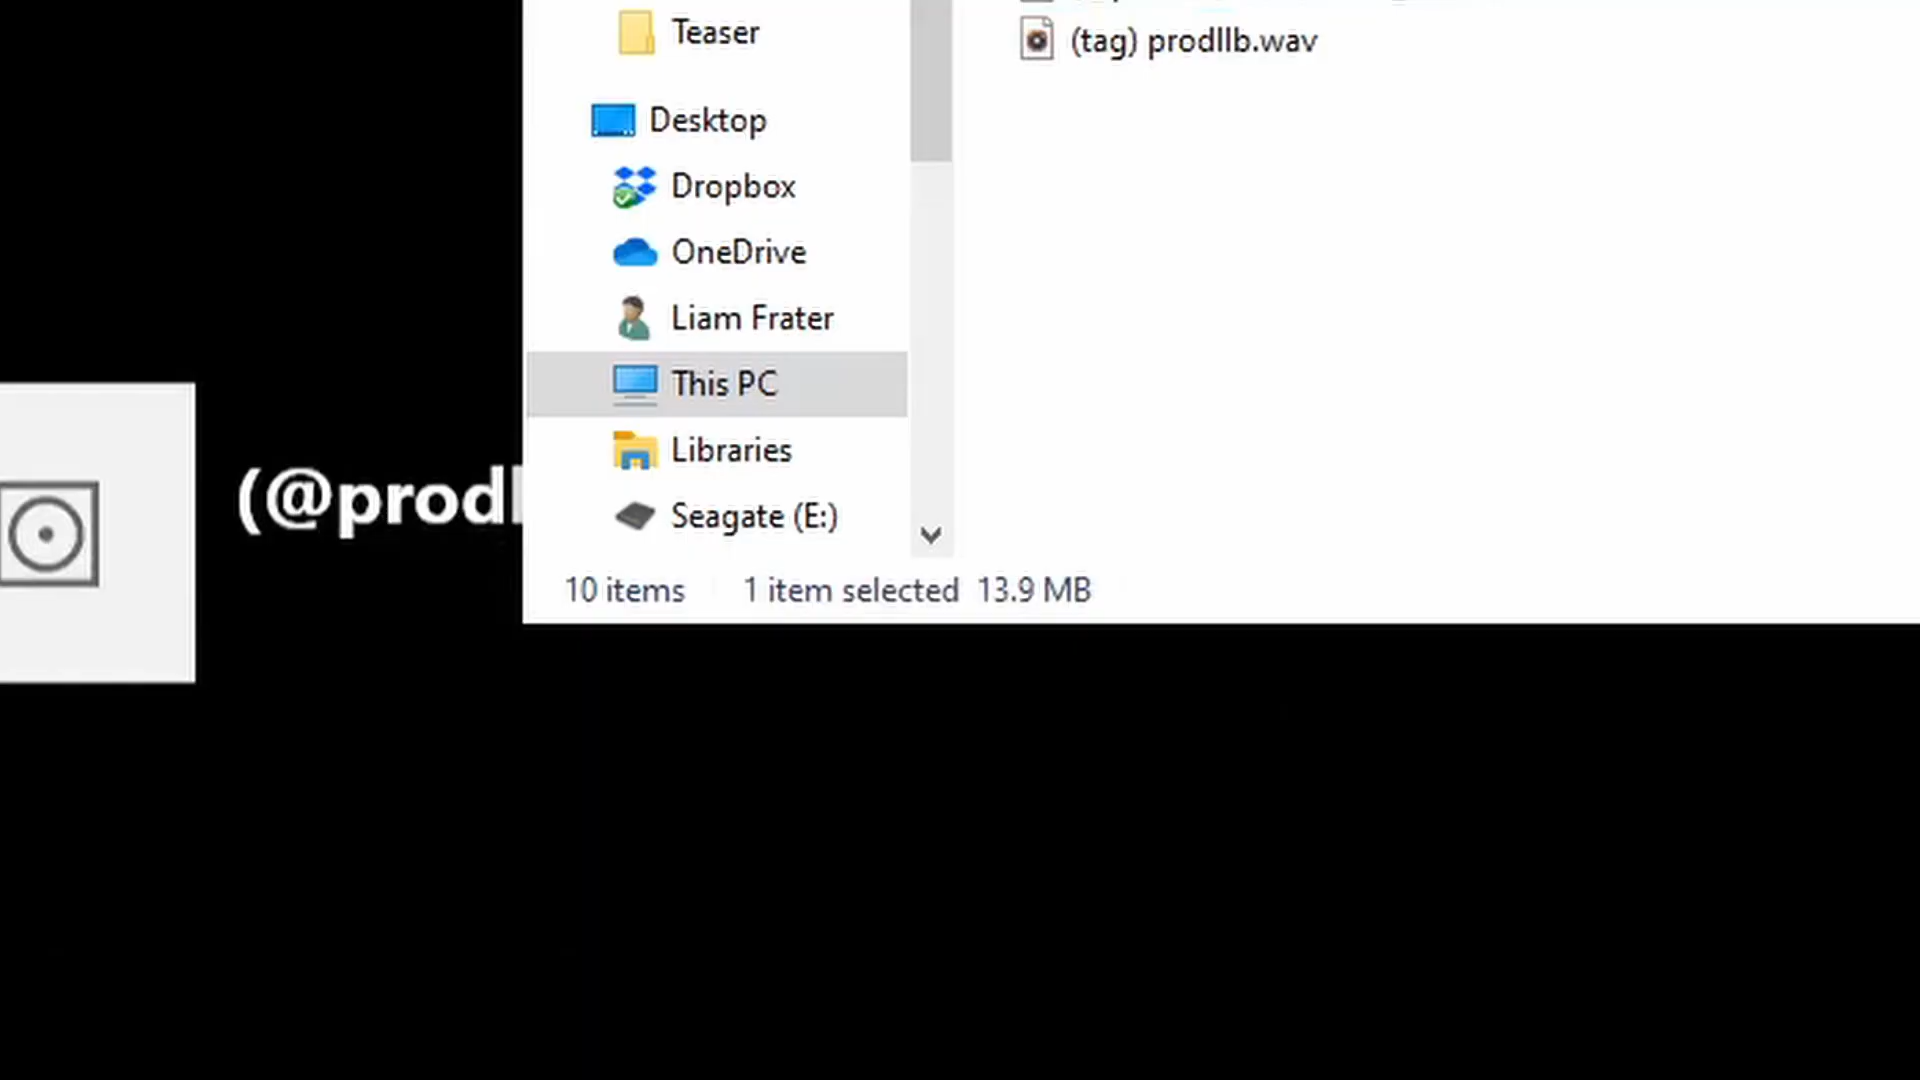 Teaser
(tag) prodllb.wav
Desktop
Dropbox
OneDrive
Liam Frater
This PC
Libraries
(@prodl
Seagate (E:)
10 items 1 item selected 13.9 MB